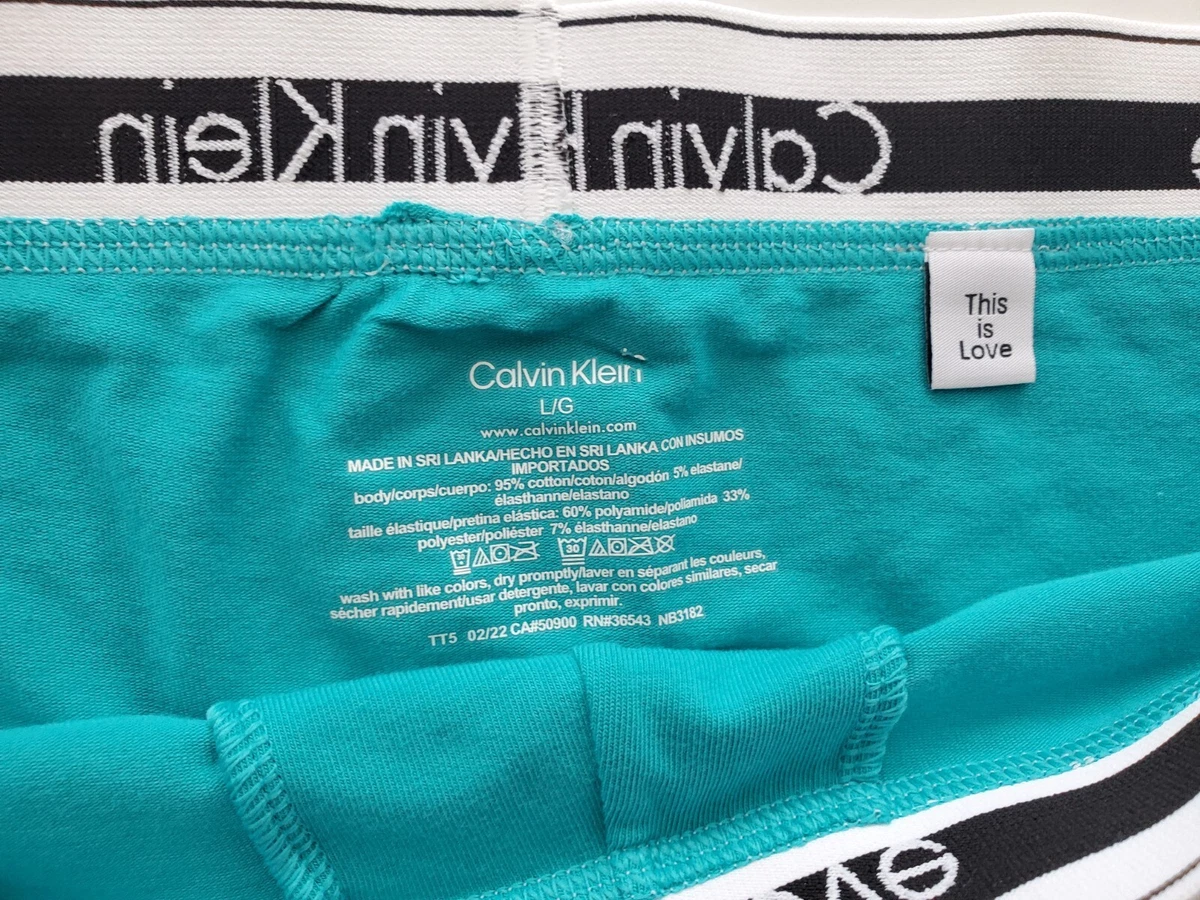 Calvin Klein
Calvin Klein
This
is
Love
Calvin Klein
L/G
www.calvinklein.com
MADE IN SRI LANKA/HECHO EN SRI LANKA CON INSUMOS
IMPORTADOS
body/corps/cuerpo: 95% cotton/coton/algodón 5% elastane/
élasthanne/elastano
taille élastique/pretina elástica: 60% polyamide/poliamida 33%
polyester/poliéster 7% élasthanne/elastano
30
wash with like colors, dry promptly/laver en séparant les couleurs,
sécher rapidement/usar detergente, lavar con colores similares, secar
pronto, exprimir.
TT5 02/22 CA#50900 RN#36543 NB3182